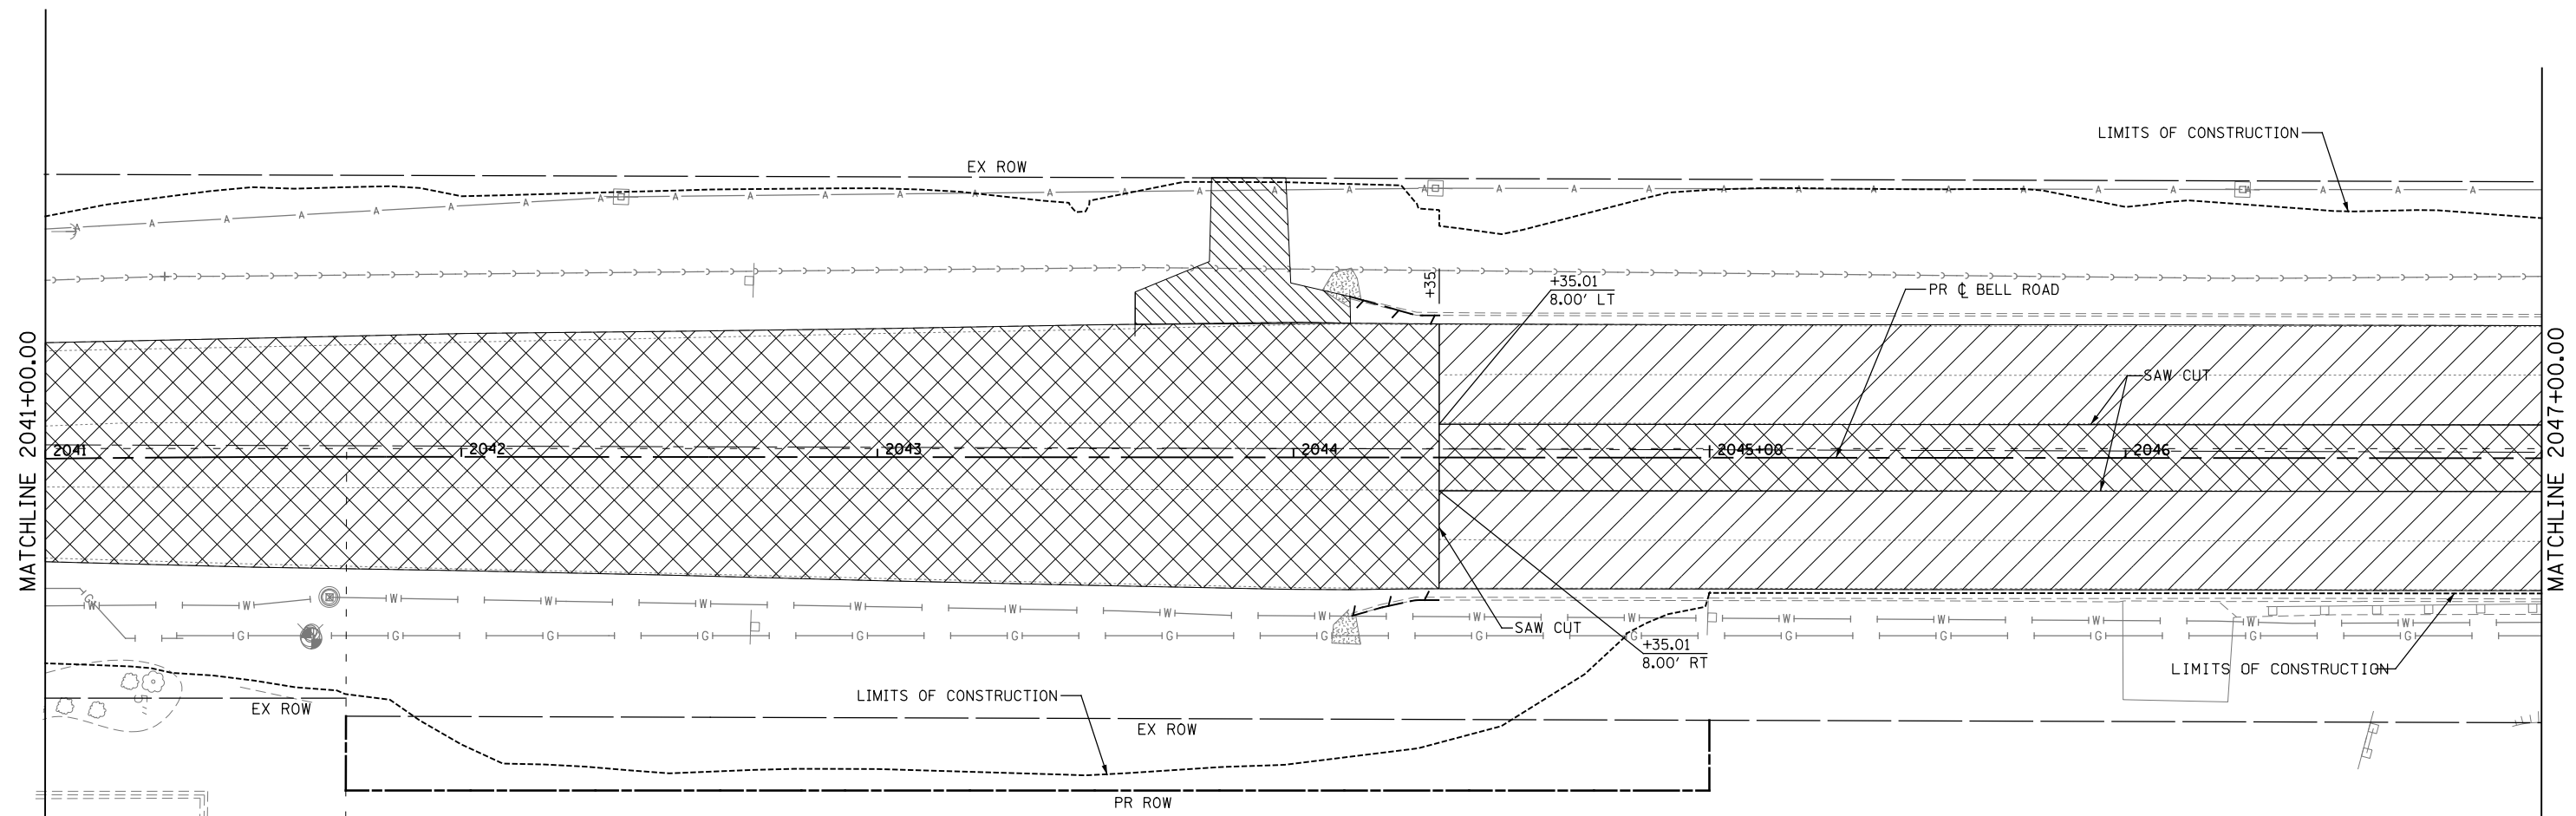 LIMITS OF CONSTRUCTION
EX ROW
+35
+35.01
8.00' LT
PR ℄ BELL ROAD
SAW CUT
MATCHLINE 2041+00.00
MATCHLINE 2047+00.00
2041
2042
2043
2044
2045+00
2046
SAW CUT
+35.01
8.00' RT
LIMITS OF CONSTRUCTION
LIMITS OF CONSTRUCTION
EX ROW
EX ROW
PR ROW
A A A A A A A A A A A A A A A A A A A A A A A A A A A A A A A A
W W W W W W W W W W W W W W W W
G G G G G G G G G G G G G G G G